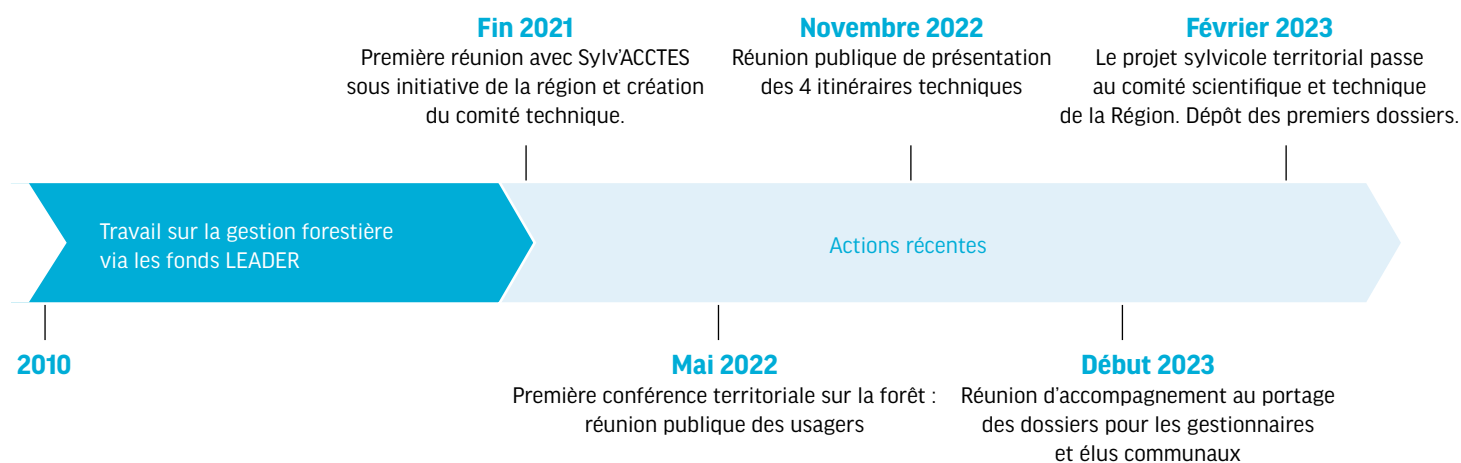 Fin 2021
Première réunion avec Sylv'ACCTES
sous initiative de la région et création
du comité technique.
Novembre 2022
Réunion publique de présentation
des 4 itinéraires techniques
Février 2023
Le projet sylvicole territorial passe
au comité scientifique et technique
de la Région. Dépôt des premiers dossiers.
Travail sur la gestion forestière
via les fonds LEADER
Actions récentes
2010
Mai 2022
Première conférence territoriale sur la forêt :
réunion publique des usagers
Début 2023
Réunion d'accompagnement au portage
des dossiers pour les gestionnaires
et élus communaux